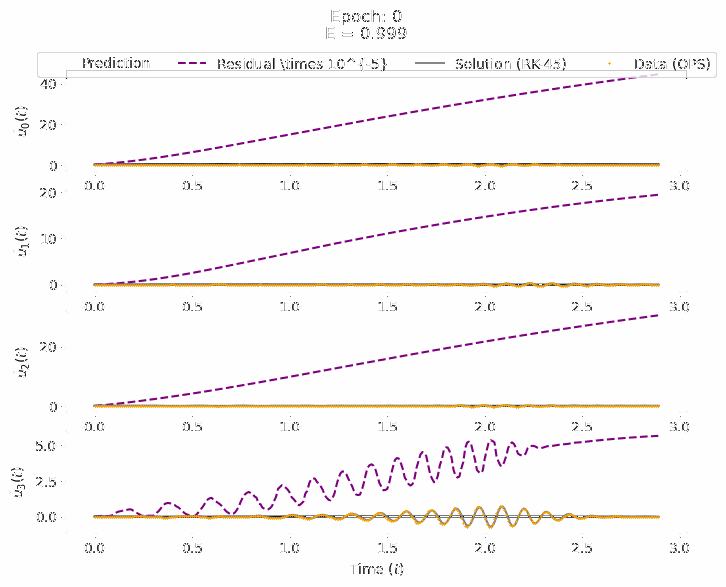 Epoch: 0
E = 0.999
Prediction Residual \times 10^{-5} Solution (RK45) Data (OPS)
40
20
0
u̇₀(t)
0.0 0.5 1.0 1.5 2.0 2.5 3.0
20
10
0
u̇₁(t)
0.0 0.5 1.0 1.5 2.0 2.5 3.0
20
0
u̇₂(t)
0.0 0.5 1.0 1.5 2.0 2.5 3.0
5.0
2.5
0.0
u̇₃(t)
0.0 0.5 1.0 1.5 2.0 2.5 3.0
Time (t)